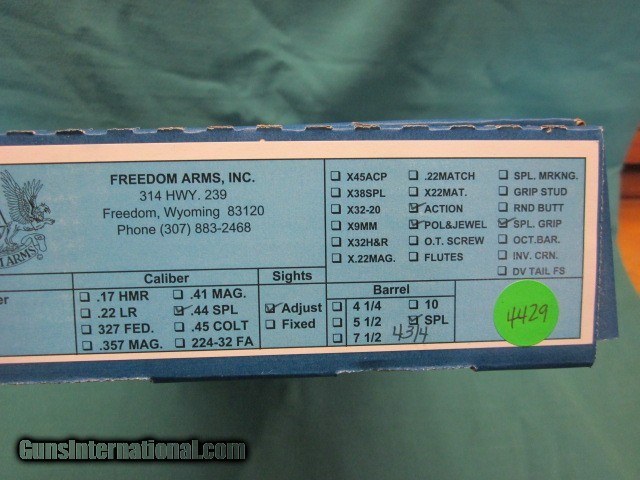 FREEDOM ARMS, INC.
314 HWY. 239
Freedom, Wyoming 83120
Phone (307) 883-2468
ARMS
X45ACP
X38SPL
X32-20
X9MM
X32H&R
X.22MAG.
.22MATCH
X22MAT.
ACTION
POL&JEWEL
O.T. SCREW
FLUTES
SPL. MRKNG.
GRIP STUD
RND BUTT
SPL. GRIP
OCT.BAR.
INV. CRN.
DV TAIL FS
Caliber
.17 HMR
.22 LR
327 FED.
.357 MAG.
.41 MAG.
.44 SPL
.45 COLT
224-32 FA
Sights
Adjust
Fixed
Barrel
4 1/4
5 1/2
7 1/2
10
SPL
4 3/4
4429
GunsInternational.com